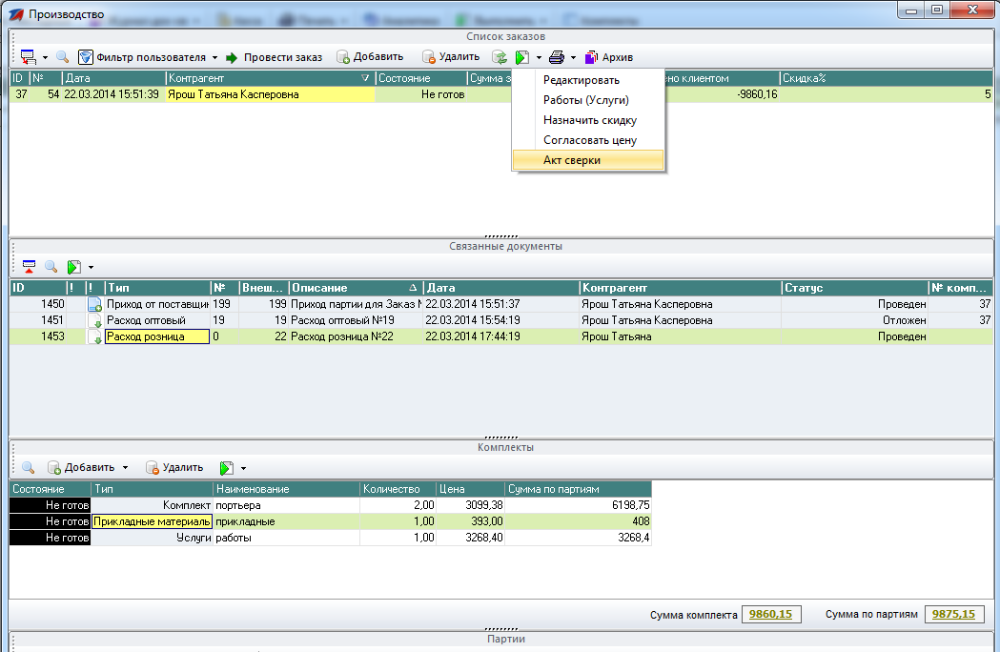 Производство
Список заказов
Фильтр пользователя Провести заказ Добавить Удалить Архив
ID № Дата Контрагент Состояние Сумма з но клиентом Скидка%
37 54 22.03.2014 15:51:39 Ярош Татьяна Касперовна Не готов -9860,16 5
Редактировать
Работы (Услуги)
Назначить скидку
Согласовать цену
Акт сверки
Связанные документы
ID ! ! Тип № Внеш... Описание Дата Контрагент Статус № комп...
1450 Приход от поставщик 199 199 Приход партии для Заказ № 22.03.2014 15:51:37 Ярош Татьяна Касперовна Проведен 37
1451 Расход оптовый 19 19 Расход оптовый №19 22.03.2014 15:54:19 Ярош Татьяна Касперовна Отложен 37
1453 Расход розница 0 22 Расход розница №22 22.03.2014 17:44:19 Ярош Татьяна Проведен
Комплекты
Добавить Удалить
Состояние Тип Наименование Количество Цена Сумма по партиям
Не готов Комплект портьера 2,00 3099,38 6198,75
Не готов Прикладные материаль прикладные 1,00 393,00 408
Не готов Услуги работы 1,00 3268,40 3268,4
Сумма комплекта 9860,15 Сумма по партиям 9875,15
Партии